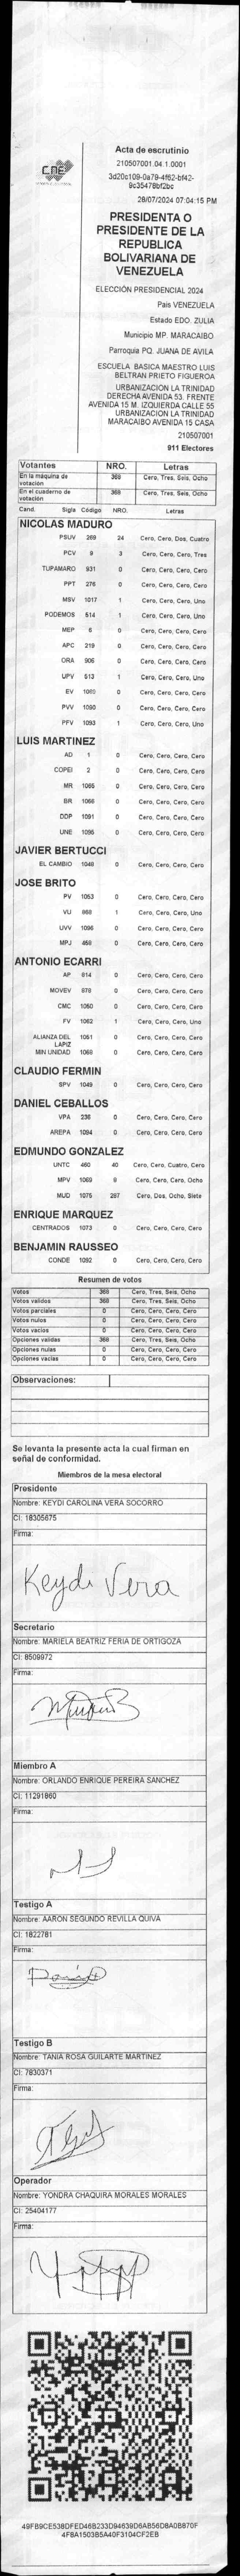 CNE
Acta de escrutinio
210507001.04.1.0001
3d20c109-0a79-4f62-bf42-
9c35478bf2bc
28/07/2024 07:04:15 PM
PRESIDENTA O
PRESIDENTE DE LA
REPUBLICA
BOLIVARIANA DE
VENEZUELA
ELECCIÓN PRESIDENCIAL 2024
Pais VENEZUELA
Estado EDO. ZULIA
Municipio MP. MARACAIBO
Parroquia PQ. JUANA DE AVILA
ESCUELA BASICA MAESTRO LUIS
BELTRAN PRIETO FIGUEROA
URBANIZACION LA TRINIDAD
DERECHA AVENIDA 53. FRENTE
AVENIDA 15 M. IZQUIERDA CALLE 55
URBANIZACION LA TRINIDAD
MARACAIBO AVENIDA 15 CASA
210507001
911 Electores
Votantes NRO. Letras
En la máquina de votación 368 Cero, Tres, Seis, Ocho
En el cuaderno de votación 368 Cero, Tres, Seis, Ocho
Cand. Sigla Código NRO. Letras
NICOLAS MADURO
PSUV 269 24 Cero, Cero, Dos, Cuatro
PCV 9 3 Cero, Cero, Cero, Tres
TUPAMARO 931 0 Cero, Cero, Cero, Cero
PPT 276 0 Cero, Cero, Cero, Cero
MSV 1017 1 Cero, Cero, Cero, Uno
PODEMOS 514 1 Cero, Cero, Cero, Uno
MEP 6 0 Cero, Cero, Cero, Cero
APC 219 0 Cero, Cero, Cero, Cero
ORA 906 0 Cero, Cero, Cero, Cero
UPV 513 1 Cero, Cero, Cero, Uno
EV 1060 0 Cero, Cero, Cero, Cero
PVV 1090 0 Cero, Cero, Cero, Cero
PFV 1093 1 Cero, Cero, Cero, Uno
LUIS MARTINEZ
AD 1 0 Cero, Cero, Cero, Cero
COPEI 2 0 Cero, Cero, Cero, Cero
MR 1065 0 Cero, Cero, Cero, Cero
BR 1066 0 Cero, Cero, Cero, Cero
DDP 1091 0 Cero, Cero, Cero, Cero
UNE 1095 0 Cero, Cero, Cero, Cero
JAVIER BERTUCCI
EL CAMBIO 1048 0 Cero, Cero, Cero, Cero
JOSE BRITO
PV 1053 0 Cero, Cero, Cero, Cero
VU 868 1 Cero, Cero, Cero, Uno
UVV 1096 0 Cero, Cero, Cero, Cero
MPJ 458 0 Cero, Cero, Cero, Cero
ANTONIO ECARRI
AP 814 0 Cero, Cero, Cero, Cero
MOVEV 878 0 Cero, Cero, Cero, Cero
CMC 1050 0 Cero, Cero, Cero, Cero
FV 1062 1 Cero, Cero, Cero, Uno
ALIANZA DEL LAPIZ 1051 0 Cero, Cero, Cero, Cero
MIN UNIDAD 1068 0 Cero, Cero, Cero, Cero
CLAUDIO FERMIN
SPV 1049 0 Cero, Cero, Cero, Cero
DANIEL CEBALLOS
VPA 238 0 Cero, Cero, Cero, Cero
AREPA 1084 0 Cero, Cero, Cero, Cero
EDMUNDO GONZALEZ
UNTC 460 40 Cero, Cero, Cuatro, Cero
MPV 1069 8 Cero, Cero, Cero, Ocho
MUD 1075 287 Cero, Dos, Ocho, Siete
ENRIQUE MARQUEZ
CENTRADOS 1073 0 Cero, Cero, Cero, Cero
BENJAMIN RAUSSEO
CONDE 1092 0 Cero, Cero, Cero, Cero
Resumen de votos
Votos 368 Cero, Tres, Seis, Ocho
Votos validos 368 Cero, Tres, Seis, Ocho
Votos parciales 0 Cero, Cero, Cero, Cero
Votos nulos 0 Cero, Cero, Cero, Cero
Votos vacios 0 Cero, Cero, Cero, Cero
Opciones validas 368 Cero, Tres, Seis, Ocho
Opciones nulas 0 Cero, Cero, Cero, Cero
Opciones vacias 0 Cero, Cero, Cero, Cero
Observaciones:
Se levanta la presente acta la cual firman en
señal de conformidad.
Miembros de la mesa electoral
Presidente
Nombre: KEYDI CAROLINA VERA SOCORRO
CI: 18305675
Firma:
Keydi Vera
Secretario
Nombre: MARIELA BEATRIZ FERIA DE ORTIGOZA
CI: 8509972
Firma:
Miembro A
Nombre: ORLANDO ENRIQUE PEREIRA SANCHEZ
CI: 11291860
Firma:
Testigo A
Nombre: AARON SEGUNDO REVILLA QUIVA
CI: 1822781
Firma:
Testigo B
Nombre: TANIA ROSA GUILARTE MARTINEZ
CI: 7830371
Firma:
Operador
Nombre: YONDRA CHAQUIRA MORALES MORALES
CI: 25404177
Firma:
49FB9CE538DFED46B233D94639D6AB56D8A0B870F
4F8A1503B5A40F3104CF2EB